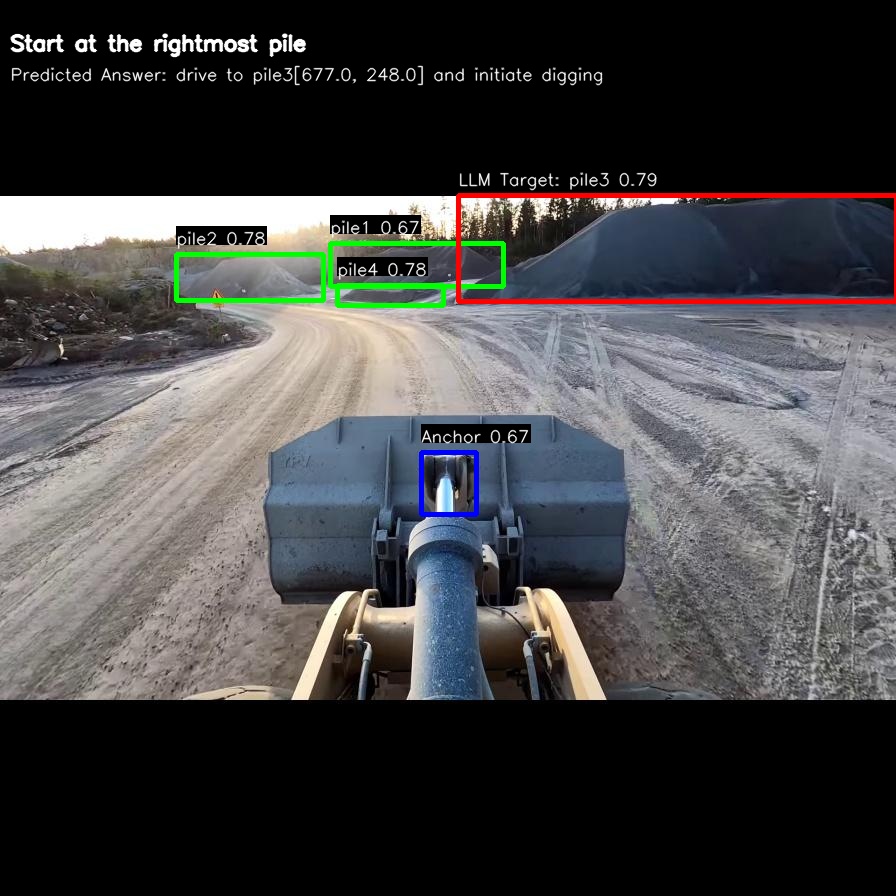 Start at the rightmost pile
Predicted Answer: drive to pile3[677.0, 248.0] and initiate digging
LLM Target: pile3 0.79
pile1 0.67
pile2 0.78
pile4 0.78
Anchor 0.67